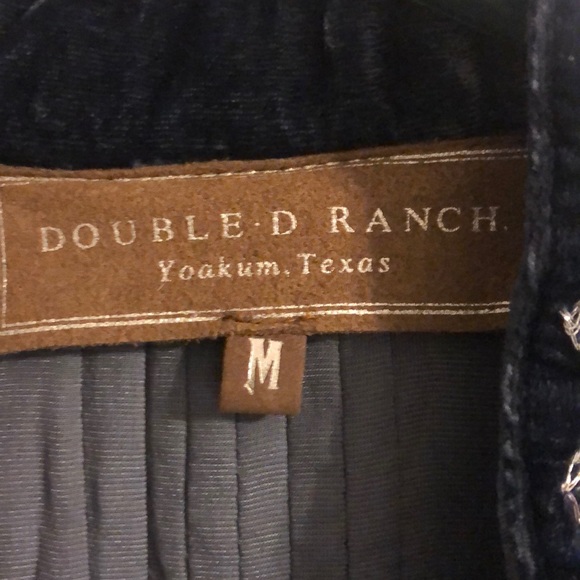 DOUBLE·D RANCH.
Yoakum, Texas
M